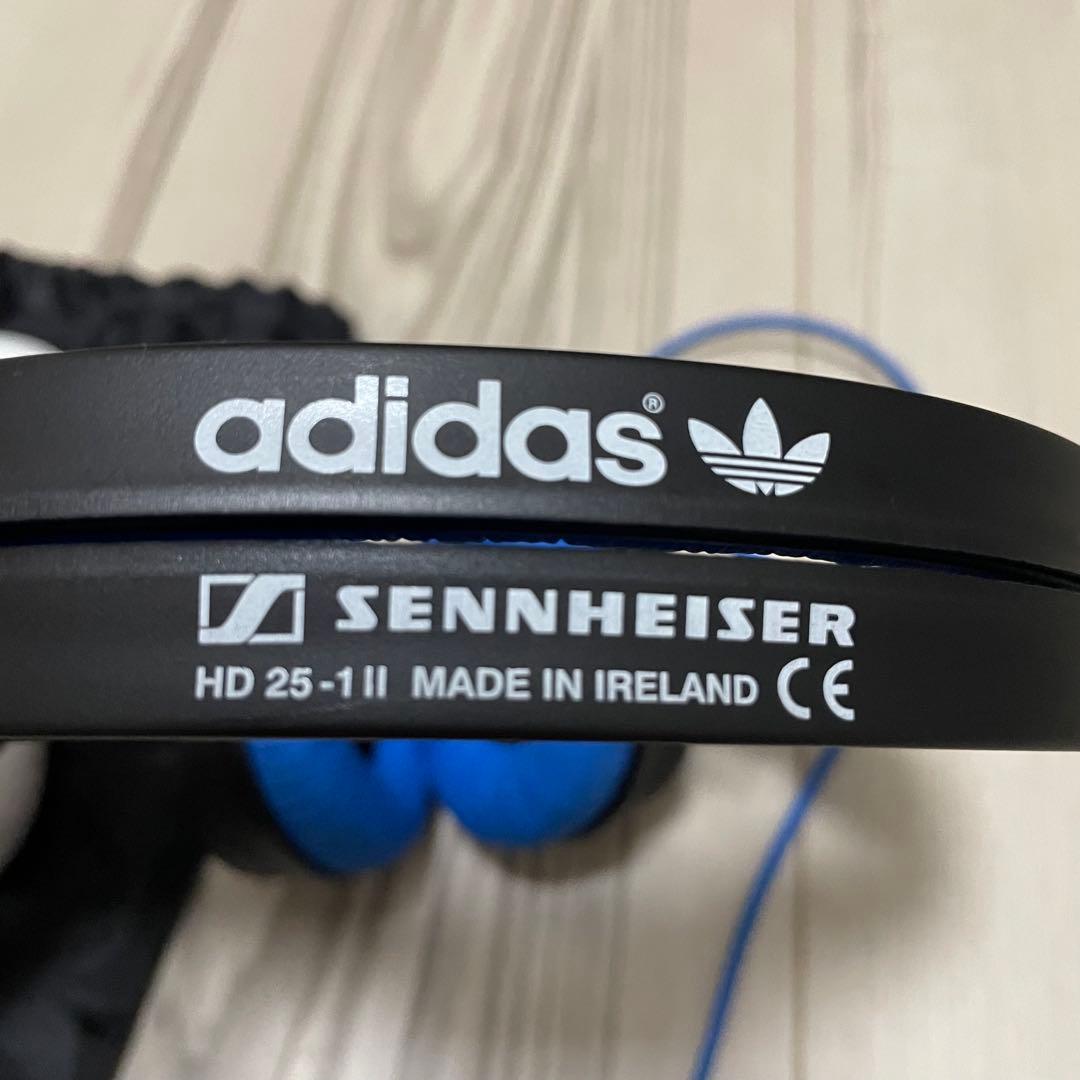 adidas®
SENNHEISER
HD 25-1 II MADE IN IRELAND CE